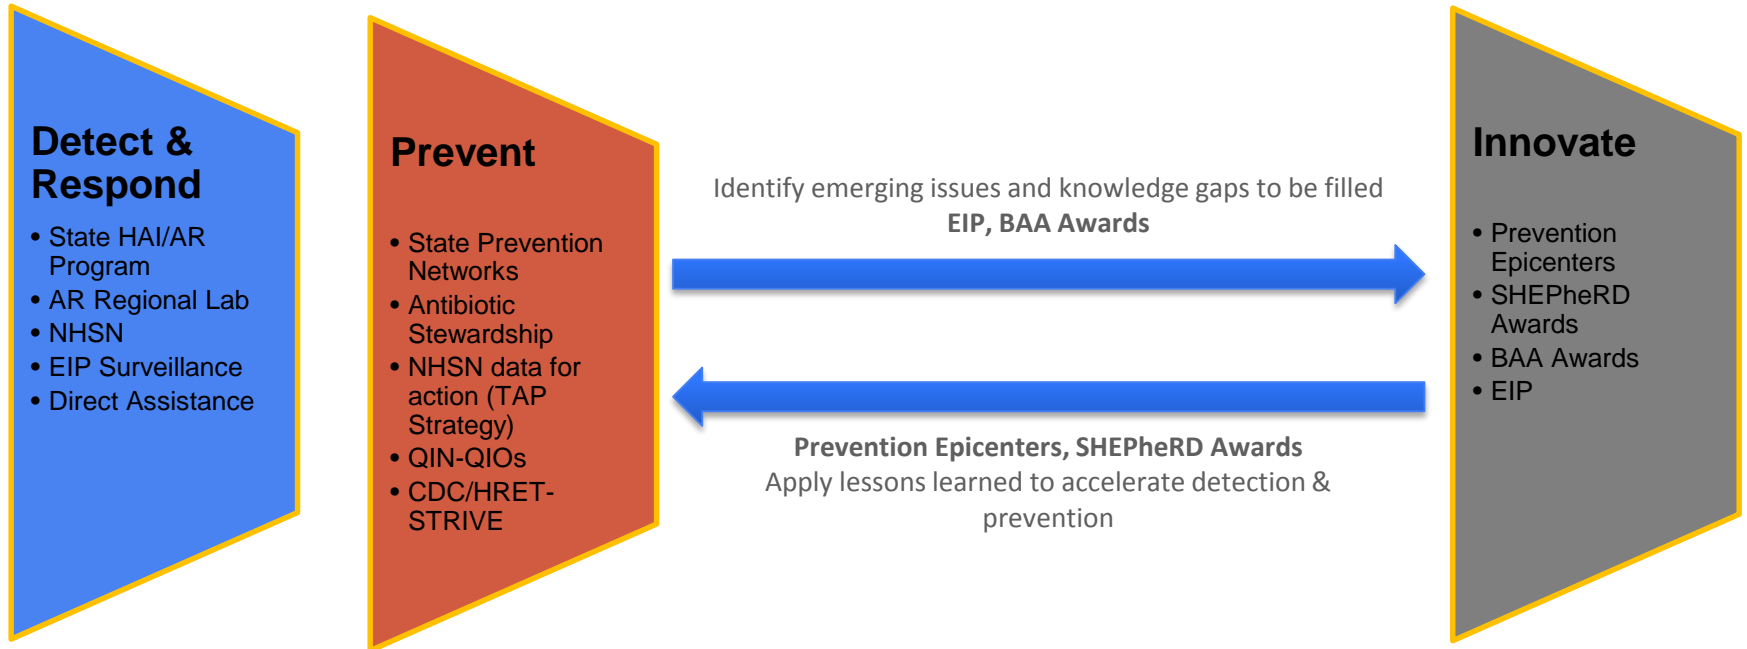 Detect &
Respond
• State HAI/AR
Program
• AR Regional Lab
• NHSN
• EIP Surveillance
• Direct Assistance
Prevent
• State Prevention
Networks
• Antibiotic
Stewardship
• NHSN data for
action (TAP
Strategy)
• QIN-QIOs
• CDC/HRET-
STRIVE
Identify emerging issues and knowledge gaps to be filled
EIP, BAA Awards
Prevention Epicenters, SHEPheRD Awards
Apply lessons learned to accelerate detection &
prevention
Innovate
• Prevention
Epicenters
• SHEPheRD
Awards
• BAA Awards
• EIP